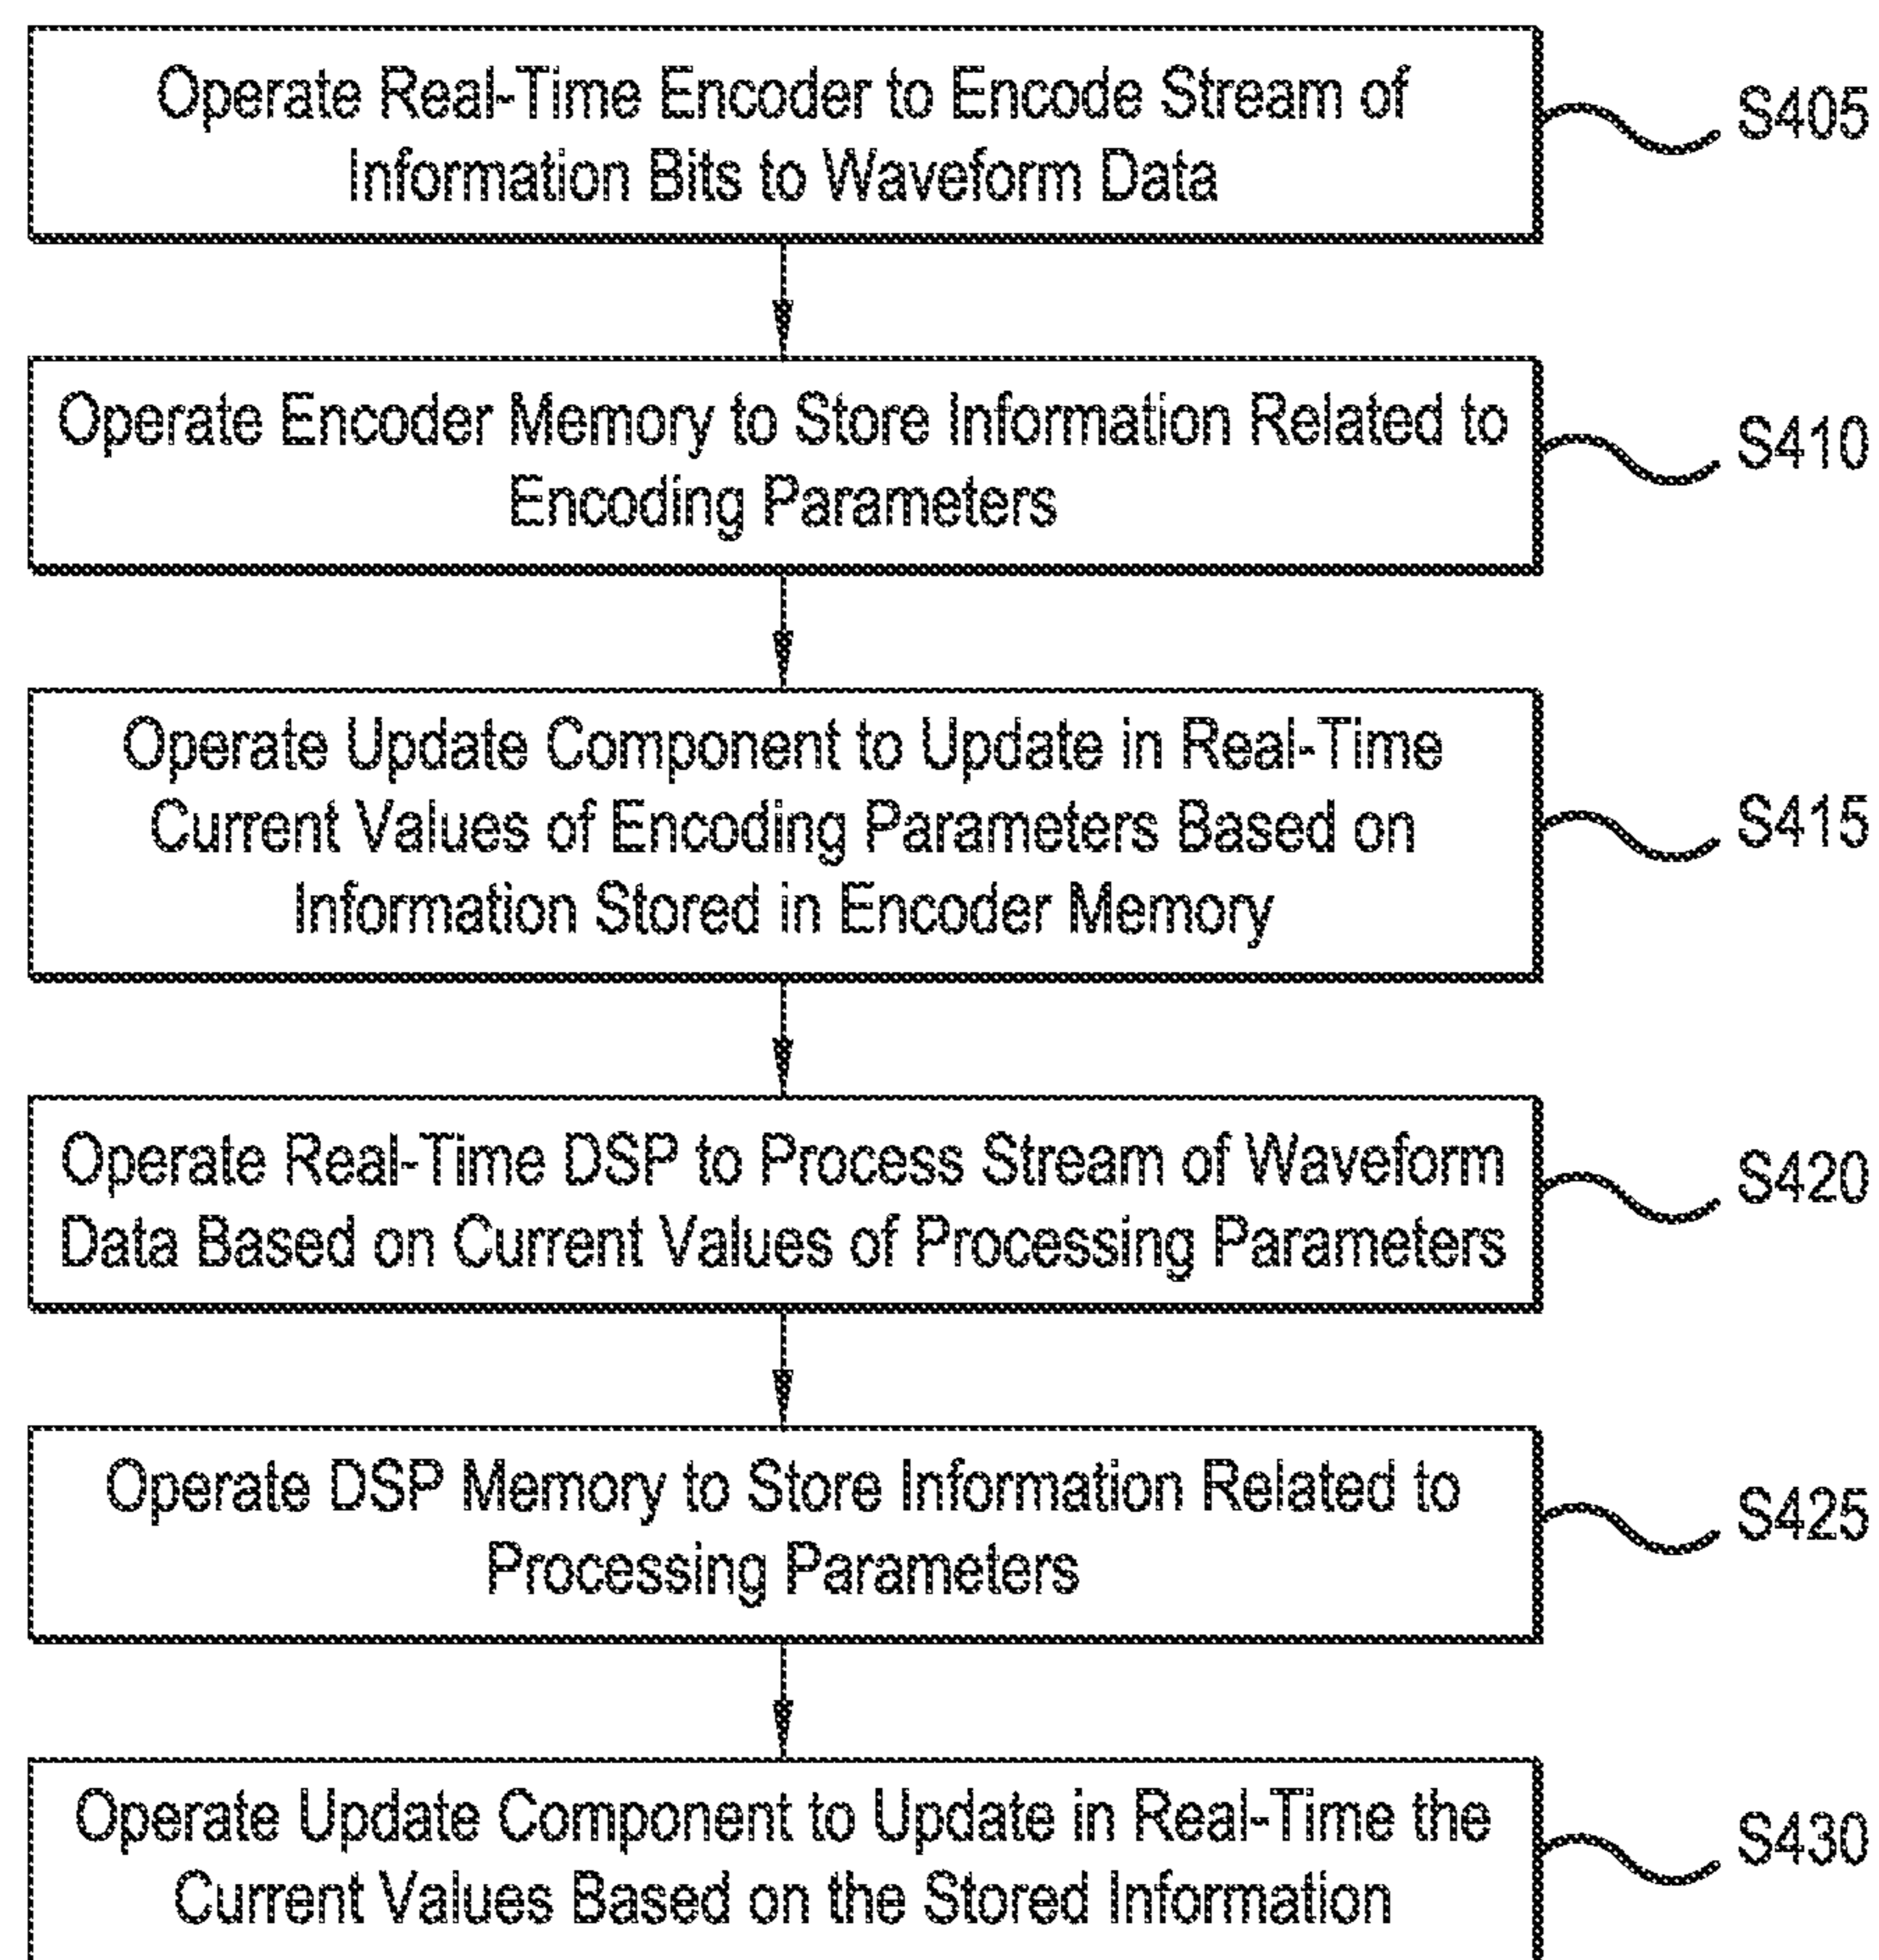 Operate Real-Time Encoder to Encode Stream of
Information Bits to Waveform Data
S405
Operate Encoder Memory to Store Information Related to
Encoding Parameters
S410
Operate Update Component to Update in Real-Time
Current Values of Encoding Parameters Based on
Information Stored in Encoder Memory
S415
Operate Real-Time DSP to Process Stream of Waveform
Data Based on Current Values of Processing Parameters
S420
Operate DSP Memory to Store Information Related to
Processing Parameters
S425
Operate Update Component to Update in Real-Time the
Current Values Based on the Stored Information
S430